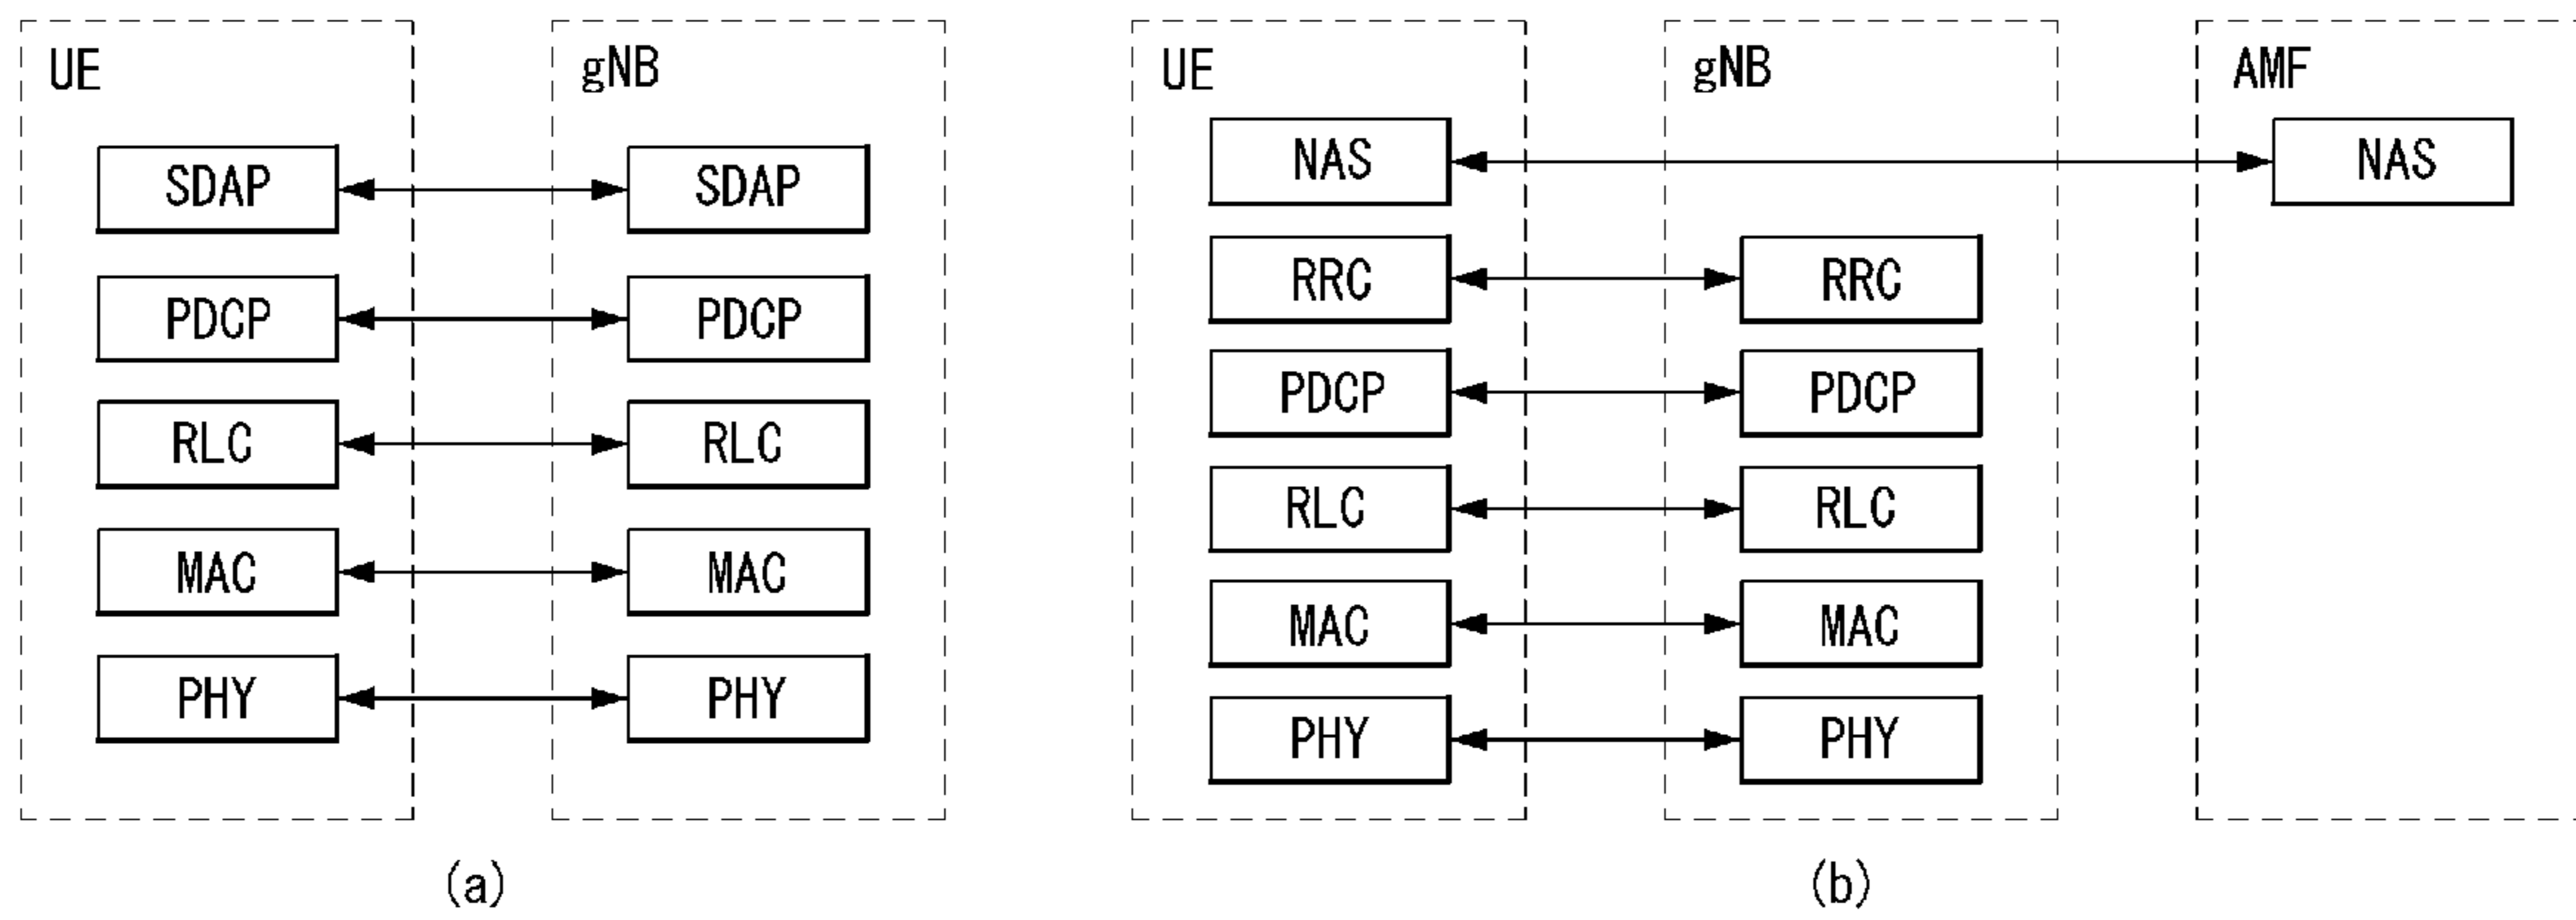 UE gNB
SDAP SDAP
PDCP PDCP
RLC RLC
MAC MAC
PHY PHY
(a)
UE gNB AMF
NAS NAS
RRC RRC
PDCP PDCP
RLC RLC
MAC MAC
PHY PHY
(b)